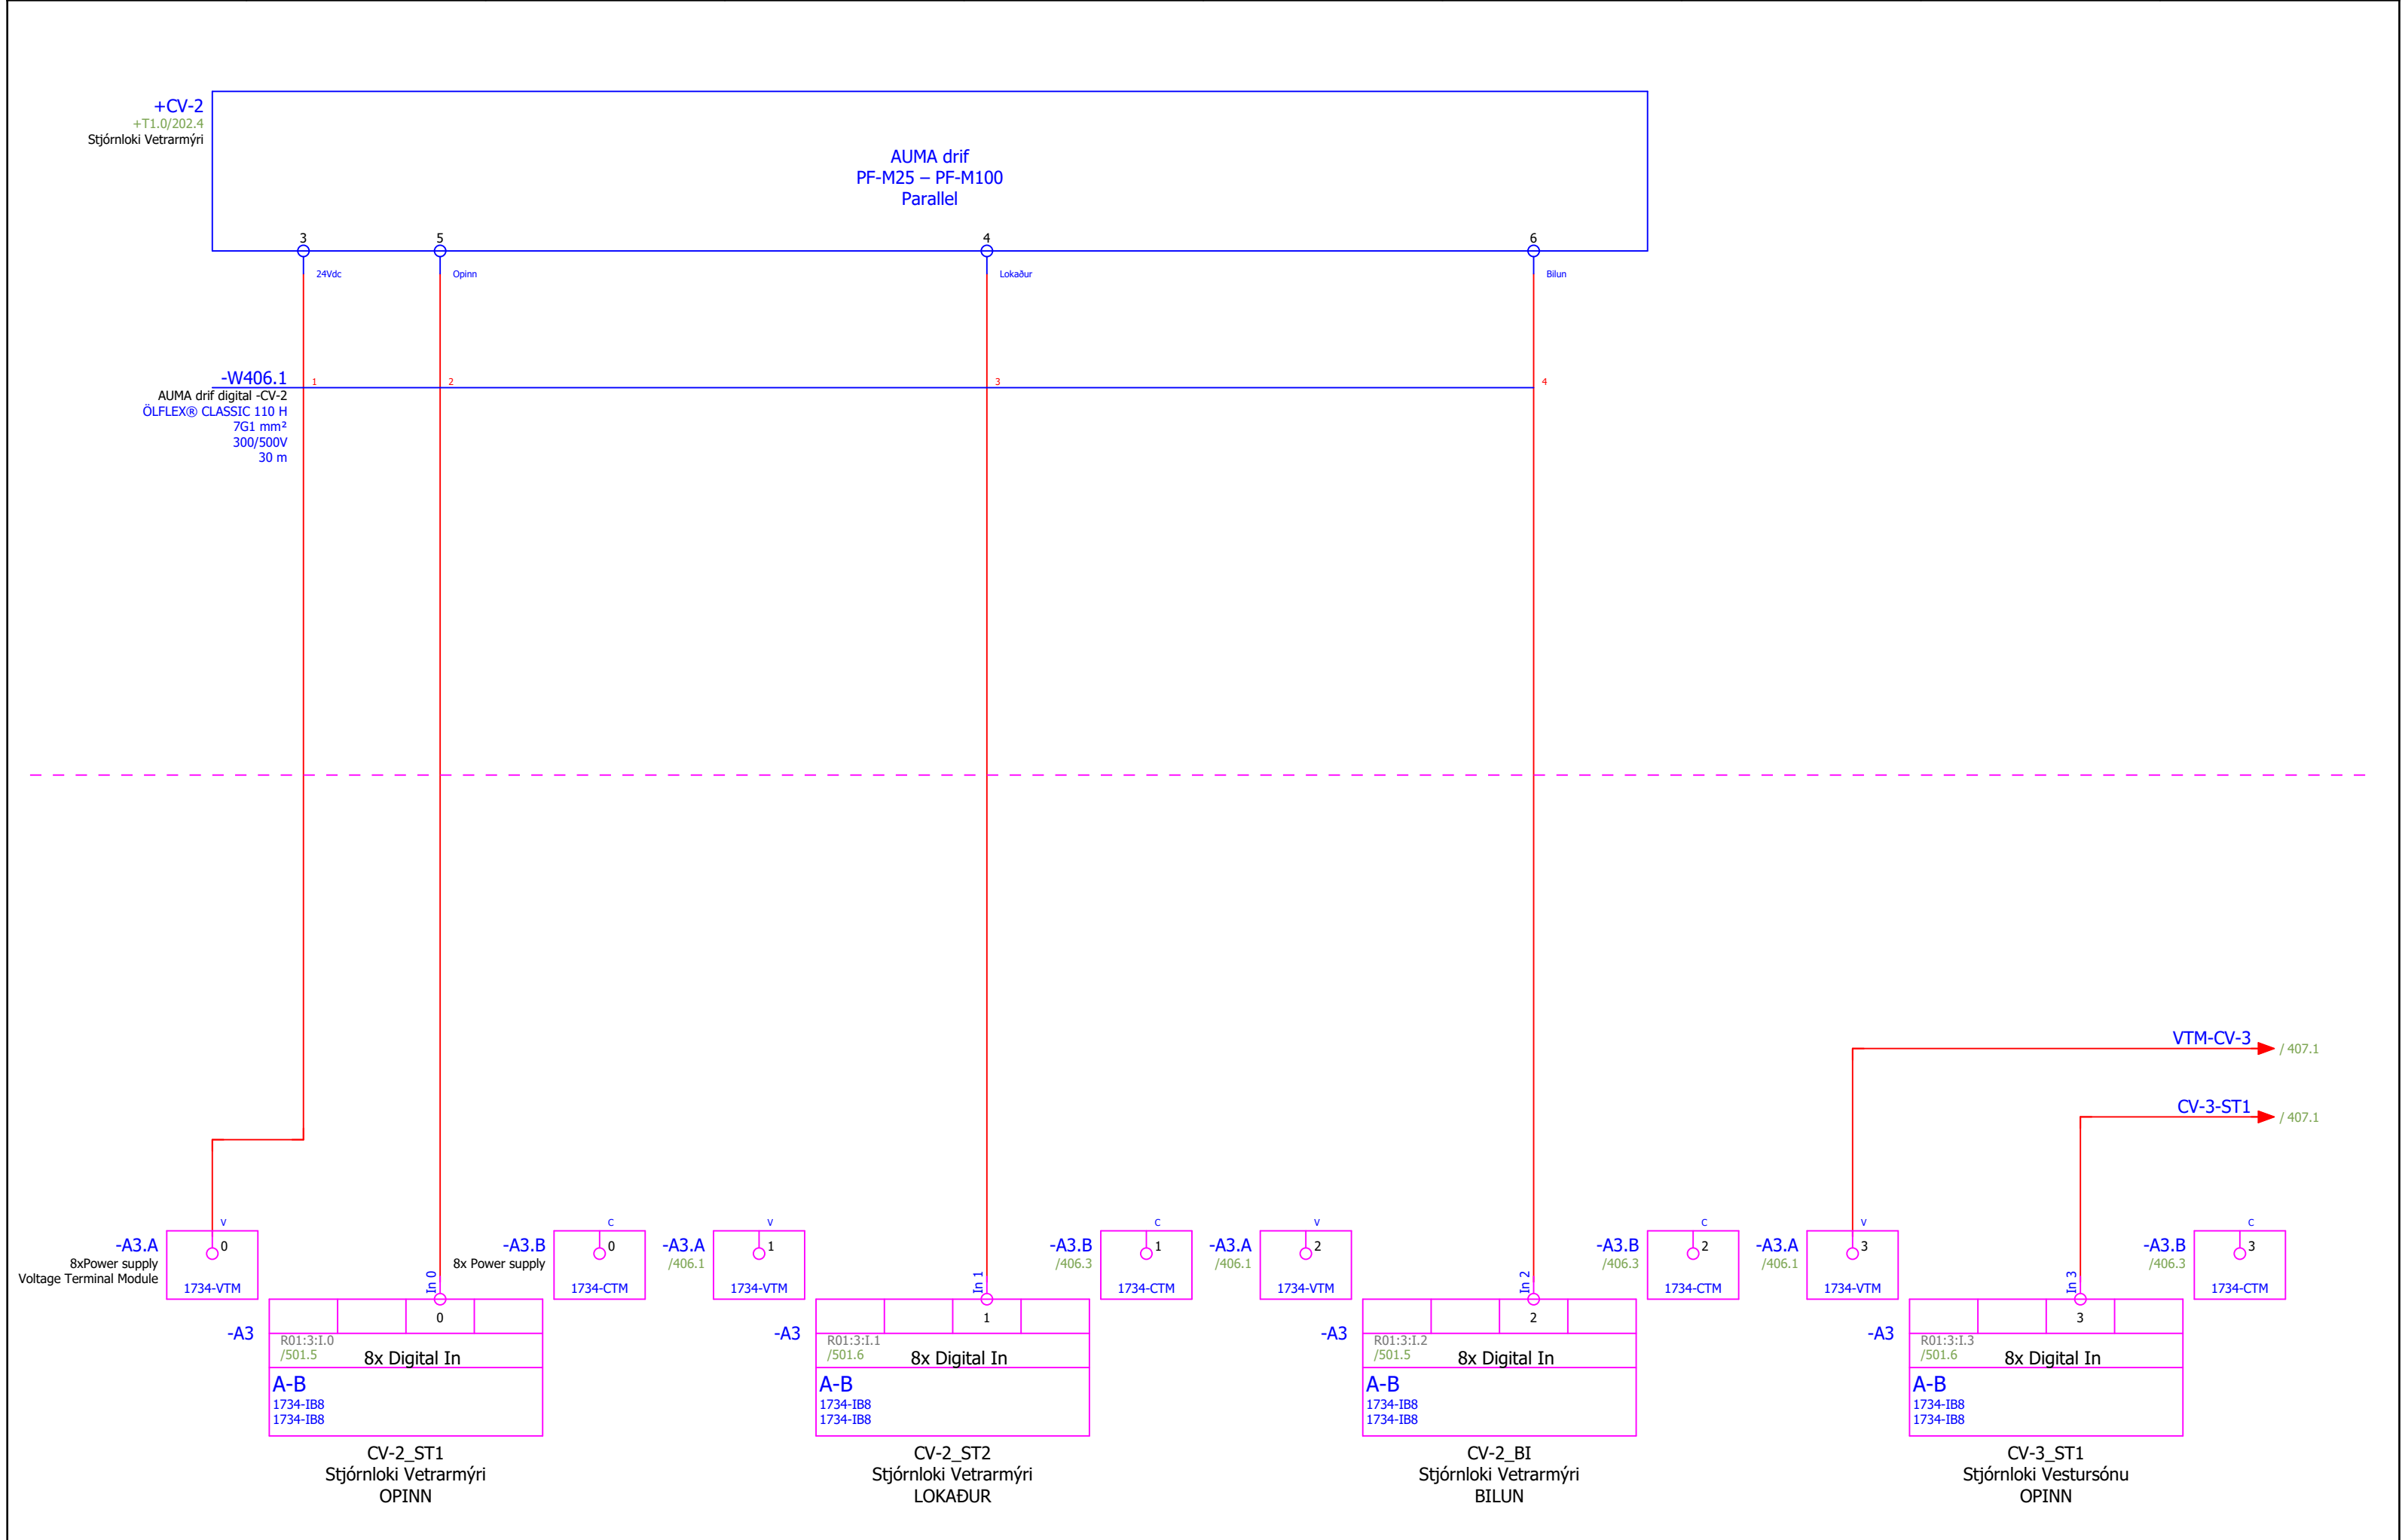 +CV-2
+T1.0/202.4
Stjórnloki Vetrarmýri
AUMA drif
PF-M25 – PF-M100
Parallel
3
5
4
6
24Vdc
Opinn
Lokaður
Bilun
-W406.1
AUMA drif digital -CV-2
ÖLFLEX® CLASSIC 110 H
7G1 mm²
300/500V
30 m
1
2
3
4
VTM-CV-3
/ 407.1
CV-3-ST1
/ 407.1
-A3.A
8xPower supply
Voltage Terminal Module
V
0
1734-VTM
In 0
-A3.B
8x Power supply
C
0
1734-CTM
-A3.A
/406.1
V
1
1734-VTM
In 1
-A3.B
/406.3
C
1
1734-CTM
-A3.A
/406.1
V
2
1734-VTM
In 2
-A3.B
/406.3
C
2
1734-CTM
-A3.A
/406.1
V
3
1734-VTM
In 3
-A3.B
/406.3
C
3
1734-CTM
-A3
0
R01:3:I.0
/501.5
8x Digital In
A-B
1734-IB8
1734-IB8
CV-2_ST1
Stjórnloki Vetrarmýri
OPINN
-A3
1
R01:3:I.1
/501.6
8x Digital In
A-B
1734-IB8
1734-IB8
CV-2_ST2
Stjórnloki Vetrarmýri
LOKAÐUR
-A3
2
R01:3:I.2
/501.5
8x Digital In
A-B
1734-IB8
1734-IB8
CV-2_BI
Stjórnloki Vetrarmýri
BILUN
-A3
3
R01:3:I.3
/501.6
8x Digital In
A-B
1734-IB8
1734-IB8
CV-3_ST1
Stjórnloki Vestursónu
OPINN